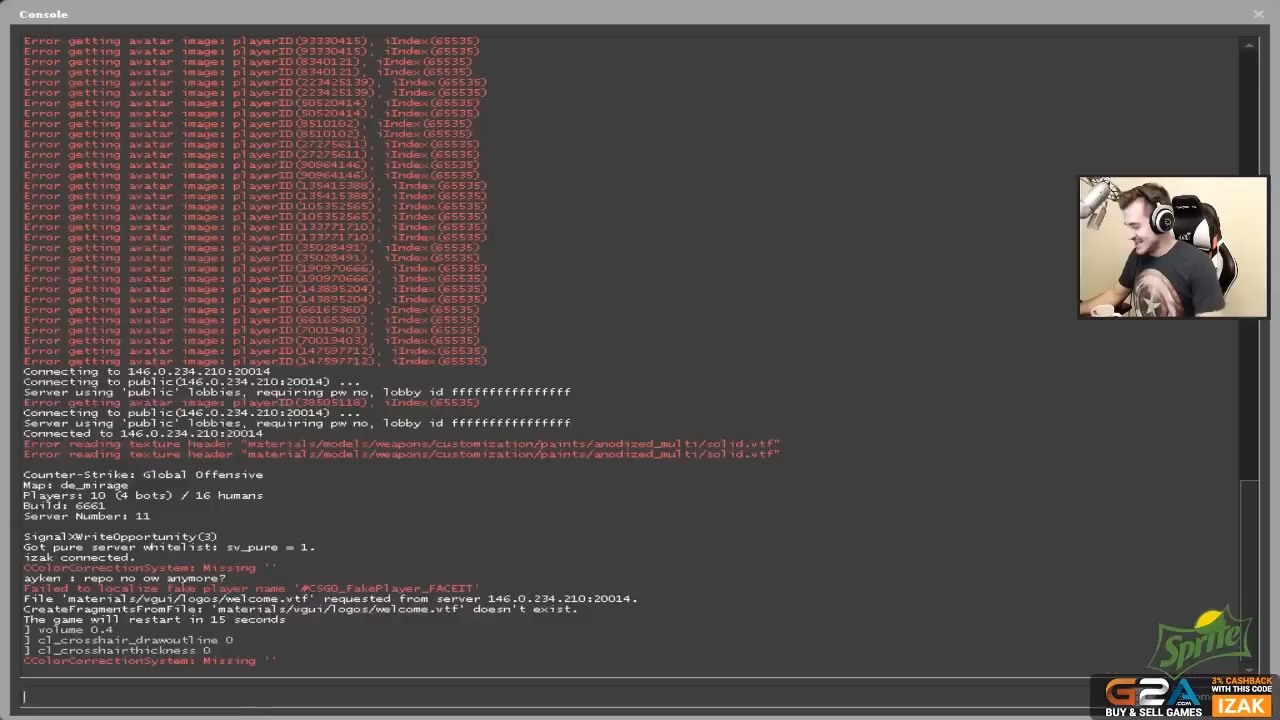 Console
Error getting avatar image: playerID(93330415), iIndex(65535)
Error getting avatar image: playerID(93330415), iIndex(65535)
Error getting avatar image: playerID(8340121), iIndex(65535)
Error getting avatar image: playerID(8340121), iIndex(65535)
Error getting avatar image: playerID(223425139), iIndex(65535)
Error getting avatar image: playerID(223425139), iIndex(65535)
Error getting avatar image: playerID(50520414), iIndex(65535)
Error getting avatar image: playerID(50520414), iIndex(65535)
Error getting avatar image: playerID(8510102), iIndex(65535)
Error getting avatar image: playerID(8510102), iIndex(65535)
Error getting avatar image: playerID(27275611), iIndex(65535)
Error getting avatar image: playerID(27275611), iIndex(65535)
Error getting avatar image: playerID(90964146), iIndex(65535)
Error getting avatar image: playerID(90964146), iIndex(65535)
Error getting avatar image: playerID(135415388), iIndex(65535)
Error getting avatar image: playerID(135415388), iIndex(65535)
Error getting avatar image: playerID(105352565), iIndex(65535)
Error getting avatar image: playerID(105352565), iIndex(65535)
Error getting avatar image: playerID(133771710), iIndex(65535)
Error getting avatar image: playerID(133771710), iIndex(65535)
Error getting avatar image: playerID(35028491), iIndex(65535)
Error getting avatar image: playerID(35028491), iIndex(65535)
Error getting avatar image: playerID(190970666), iIndex(65535)
Error getting avatar image: playerID(190970666), iIndex(65535)
Error getting avatar image: playerID(143895204), iIndex(65535)
Error getting avatar image: playerID(143895204), iIndex(65535)
Error getting avatar image: playerID(66165360), iIndex(65535)
Error getting avatar image: playerID(66165360), iIndex(65535)
Error getting avatar image: playerID(70019403), iIndex(65535)
Error getting avatar image: playerID(70019403), iIndex(65535)
Error getting avatar image: playerID(147597712), iIndex(65535)
Error getting avatar image: playerID(147597712), iIndex(65535)
Connecting to 146.0.234.210:20014
Connecting to public(146.0.234.210:20014) ...
Server using 'public' lobbies, requiring pw no, lobby id ffffffffffffffff
Error getting avatar image: playerID(38505118), iIndex(65535)
Connecting to public(146.0.234.210:20014) ...
Server using 'public' lobbies, requiring pw no, lobby id ffffffffffffffff
Connected to 146.0.234.210:20014
Error reading texture header "materials/models/weapons/customization/paints/anodized_multi/solid.vtf"
Error reading texture header "materials/models/weapons/customization/paints/anodized_multi/solid.vtf"
Counter-Strike: Global Offensive
Map: de_mirage
Players: 10 (4 bots) / 16 humans
Build: 6661
Server Number: 11
SignalXWriteOpportunity(3)
Got pure server whitelist: sv_pure = 1.
izak connected.
CColorCorrectionSystem: Missing ''
ayken : repo no ow anymore?
Failed to localize fake player name '#CSGO_FakePlayer_FACEIT'
File 'materials/vgui/logos/welcome.vtf' requested from server 146.0.234.210:20014.
CreateFragmentsFromFile: 'materials/vgui/logos/welcome.vtf' doesn't exist.
The game will restart in 15 seconds
] volume 0.4
] cl_crosshair_drawoutline 0
] cl_crosshairthickness 0
CColorCorrectionSystem: Missing ''
Sprite
G2A.COM
BUY & SELL GAMES
3% CASHBACK
WITH THIS CODE
IZAK